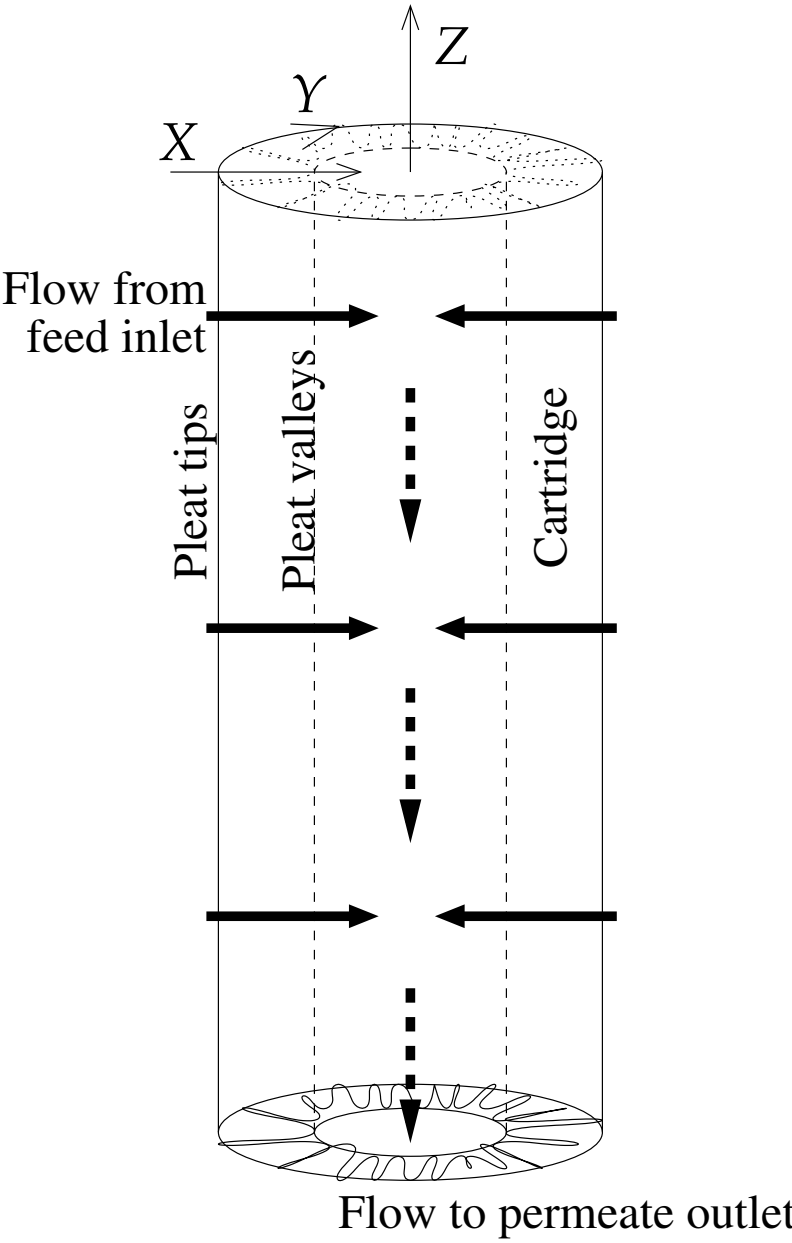 Z
Y
X
Flow from
feed inlet
Pleat tips
Pleat valleys
Cartridge
Flow to permeate outlet